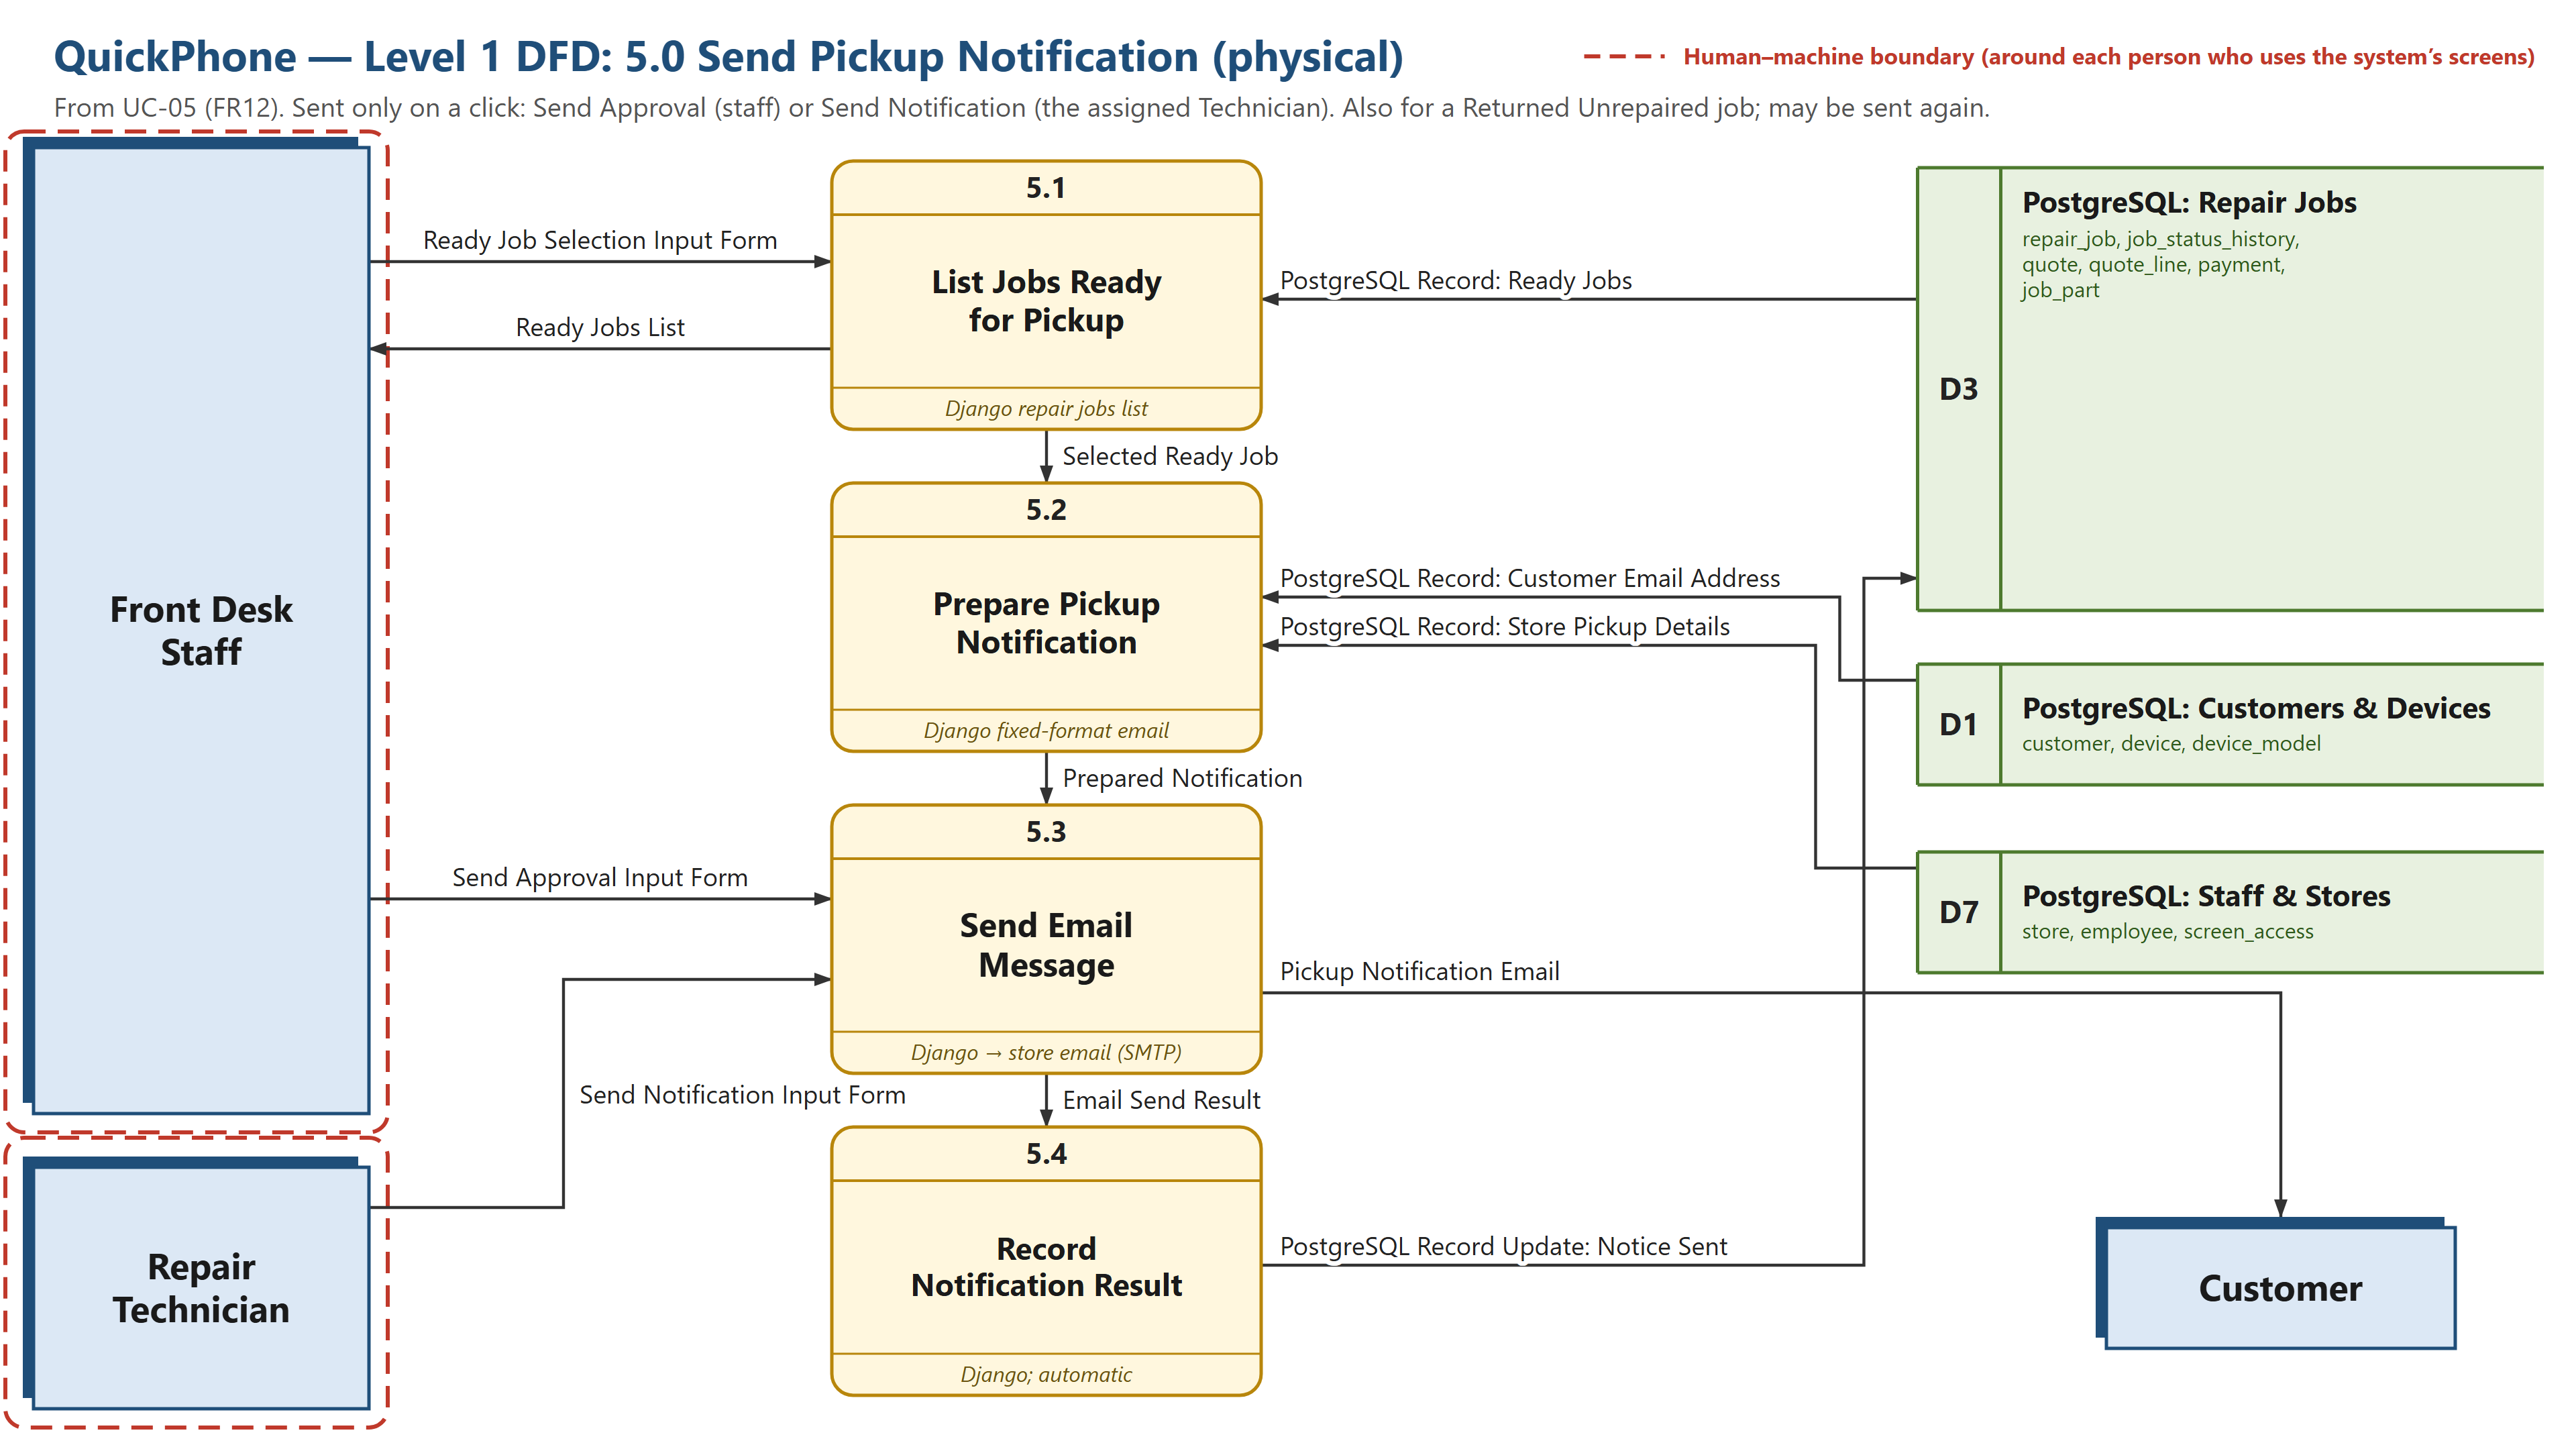 QuickPhone — Level 1 DFD: 5.0 Send Pickup Notification (physical)
Human–machine boundary (around each person who uses the system’s screens)
From UC-05 (FR12). Sent only on a click: Send Approval (staff) or Send Notification (the assigned Technician). Also for a Returned Unrepaired job; may be sent again.
Front Desk
Staff
Ready Job Selection Input Form
Ready Jobs List
5.1
List Jobs Ready
for Pickup
Django repair jobs list
PostgreSQL Record: Ready Jobs
D3
PostgreSQL: Repair Jobs
repair_job, job_status_history,
quote, quote_line, payment,
job_part
Selected Ready Job
5.2
Prepare Pickup
Notification
Django fixed-format email
PostgreSQL Record: Customer Email Address
PostgreSQL Record: Store Pickup Details
D1
PostgreSQL: Customers & Devices
customer, device, device_model
Prepared Notification
Send Approval Input Form
5.3
Send Email
Message
Django → store email (SMTP)
D7
PostgreSQL: Staff & Stores
store, employee, screen_access
Pickup Notification Email
Send Notification Input Form
Email Send Result
Repair
Technician
5.4
Record
Notification Result
Django; automatic
PostgreSQL Record Update: Notice Sent
Customer